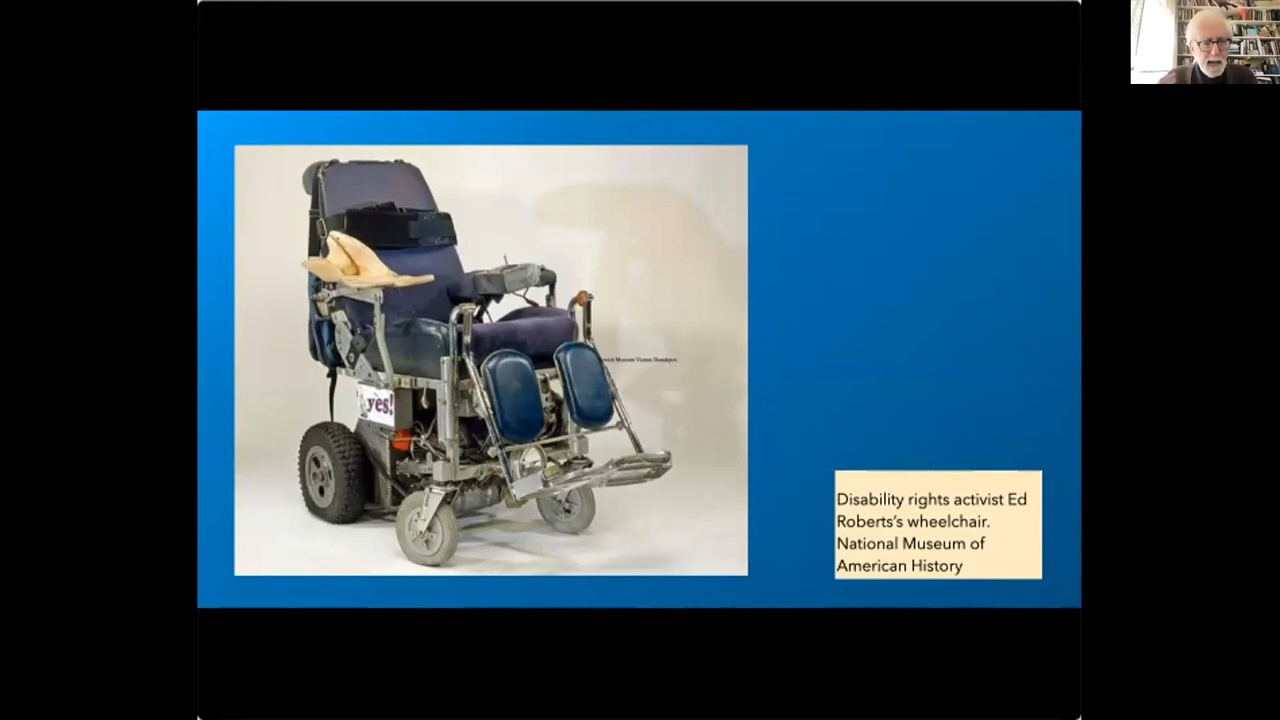 yes!
Disability rights activist Ed
Roberts's wheelchair.
National Museum of
American History